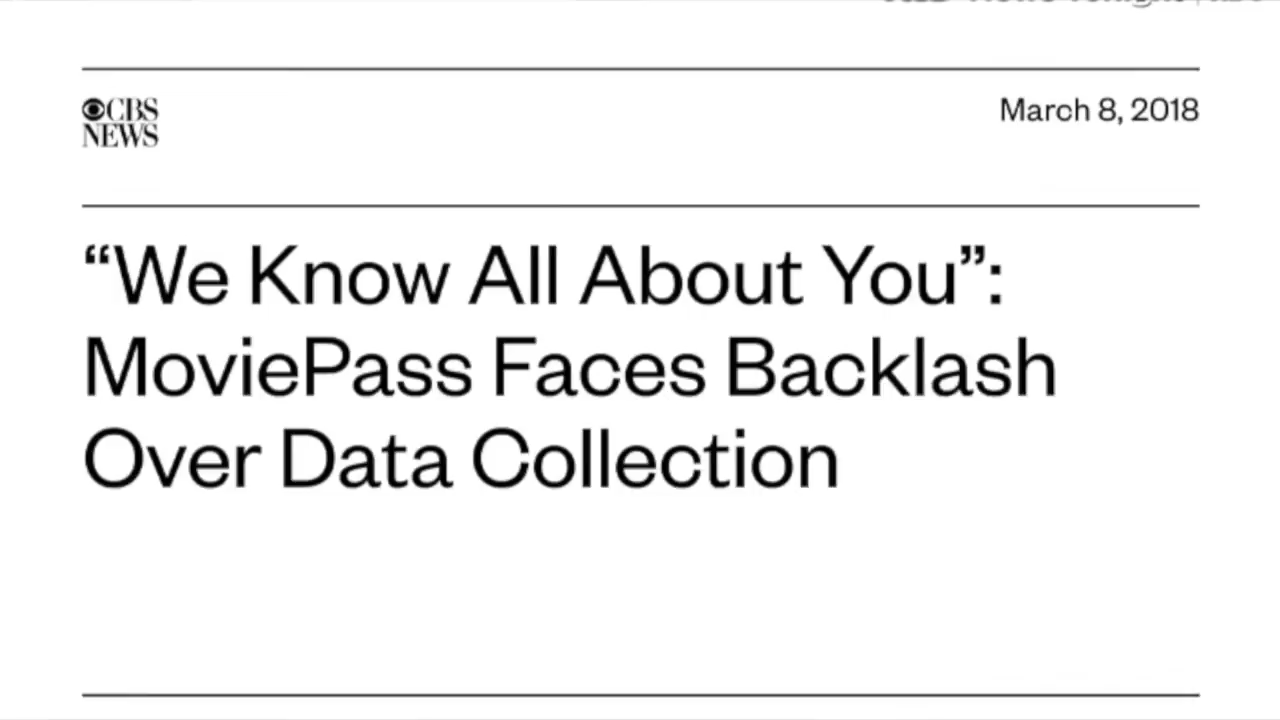 CBS
NEWS
March 8, 2018
“We Know All About You”:
MoviePass Faces Backlash
Over Data Collection